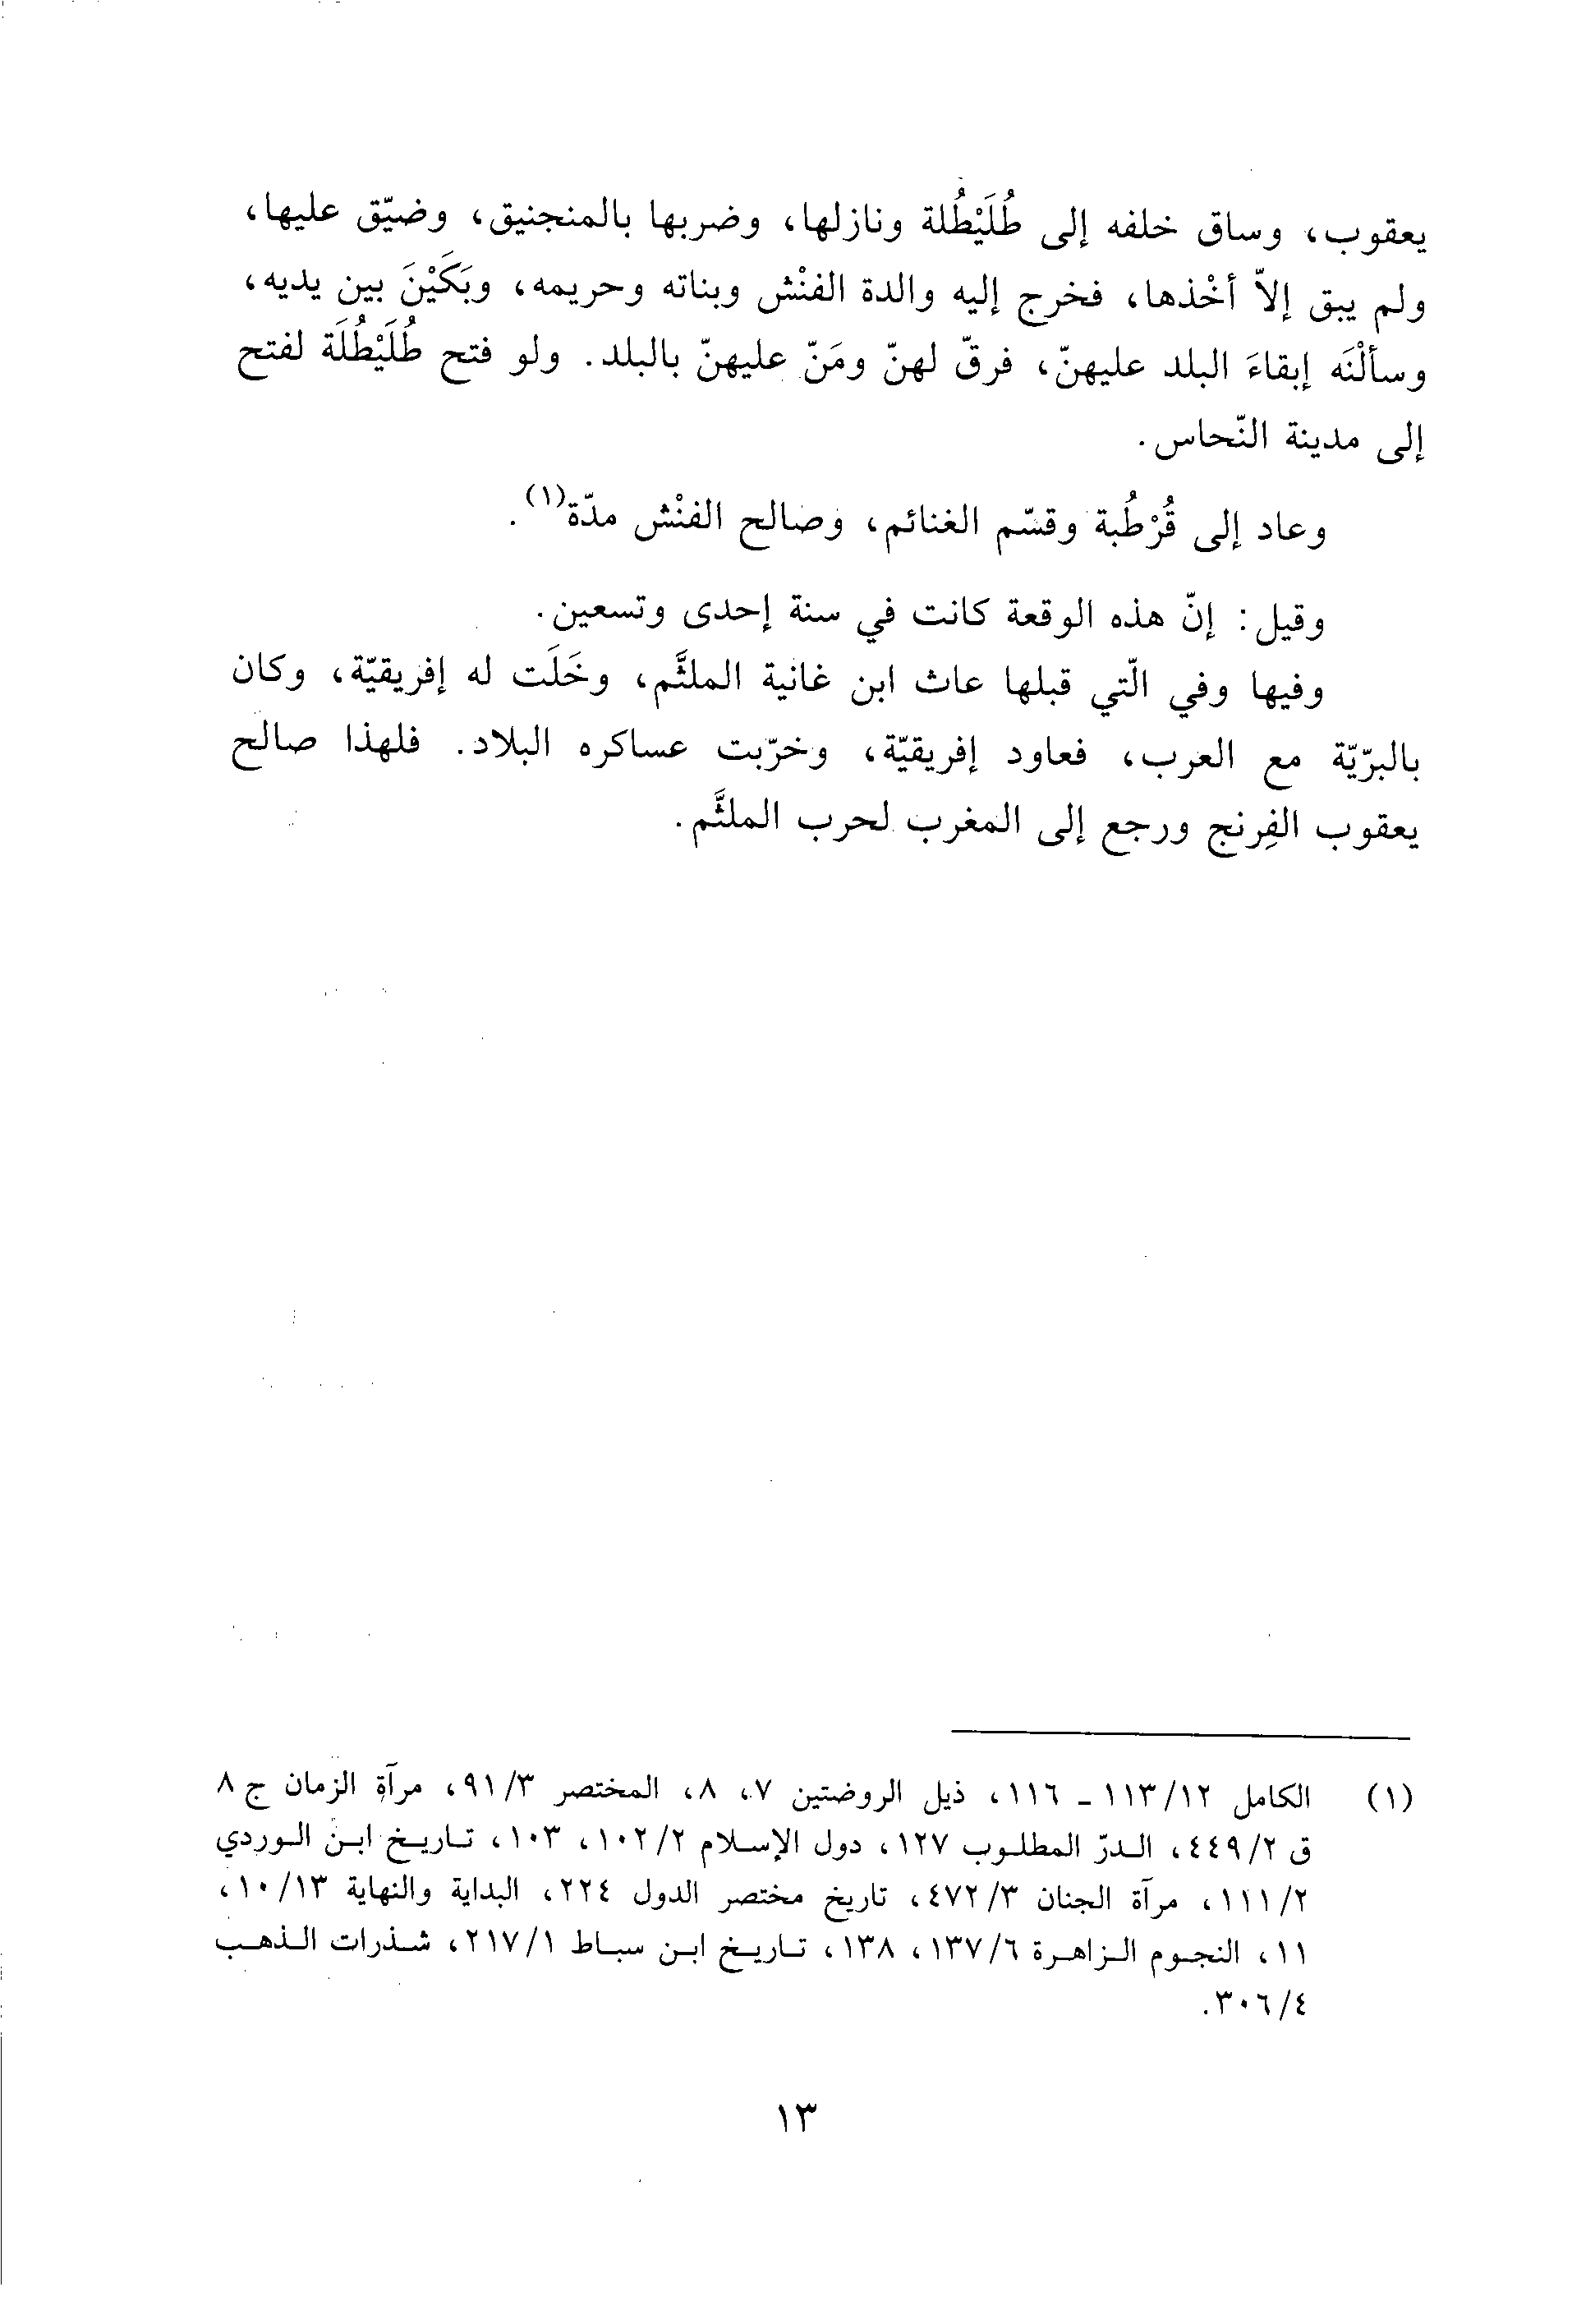 يعقوب، وساق خلفه إلى طُلَيْطُلة ونازلها، وضربها بالمنجنيق، وضيّق عليها،
ولم يبق إلاّ أخْذها، فخرج إليه والدة الفنْش وبناته وحريمه، وبَكَيْنَ بين يديه،
وسألْنَه إبقاءَ البلد عليهنّ، فرقّ لهنّ ومَنّ عليهنّ بالبلد. ولو فتح طُلَيْطُلَة لفتح
إلى مدينة النّحاس.
وعاد إلى قُرْطُبة وقسّم الغنائم، وصالح الفنْش مدّة(١).
وقيل: إنّ هذه الوقعة كانت في سنة إحدى وتسعين.
وفيها وفي الّتي قبلها عاث ابن غانية الملثَّم، وخَلَت له إفريقيّة، وكان
بالبرّيّة مع العرب، فعاود إفريقيّة، وخرّبت عساكره البلاد. فلهذا صالح
يعقوب الفِرنج ورجع إلى المغرب لحرب الملثَّم.
(١) الكامل ١١٣/١٢ ـ ١١٦، ذيل الروضتين ٧، ٨، المختصر ٩١/٣، مرآة الزمان ج ٨
ق ٤٤٩/٢، الدرّ المطلوب ١٢٧، دول الإسلام ١٠٢/٢، ١٠٣، تاريخ ابن الوردي
١١١/٢، مرآة الجنان ٤٧٢/٣، تاريخ مختصر الدول ٢٢٤، البداية والنهاية ١٠/١٣،
١١، النجوم الزاهرة ١٣٧/٦، ١٣٨، تاريخ ابن سباط ٢١٧/١، شذرات الذهب
٣٠٦/٤.
١٣